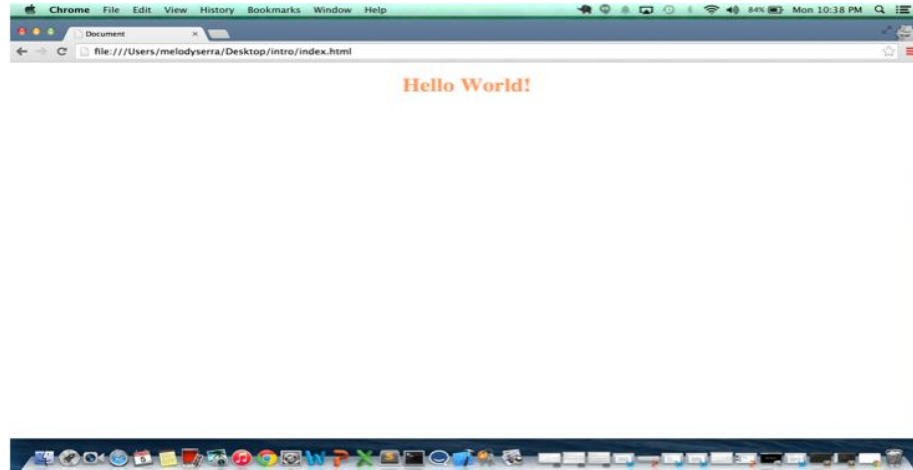 Chrome File Edit View History Bookmarks Window Help 84% Mon 10:38 PM
Document
file:///Users/melodyserra/Desktop/intro/index.html
Hello World!